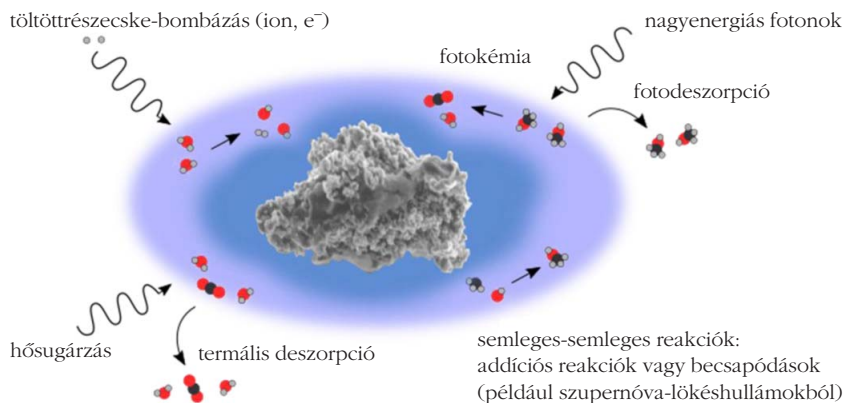 töltöttrészecske-bombázás (ion, e⁻)
nagyenergiás fotonok
fotokémia
fotodeszorpció
hősugárzás
termális deszorpció
semleges-semleges reakciók:
addíciós reakciók vagy becsapódások
(például szupernóva-lökéshullámokból)